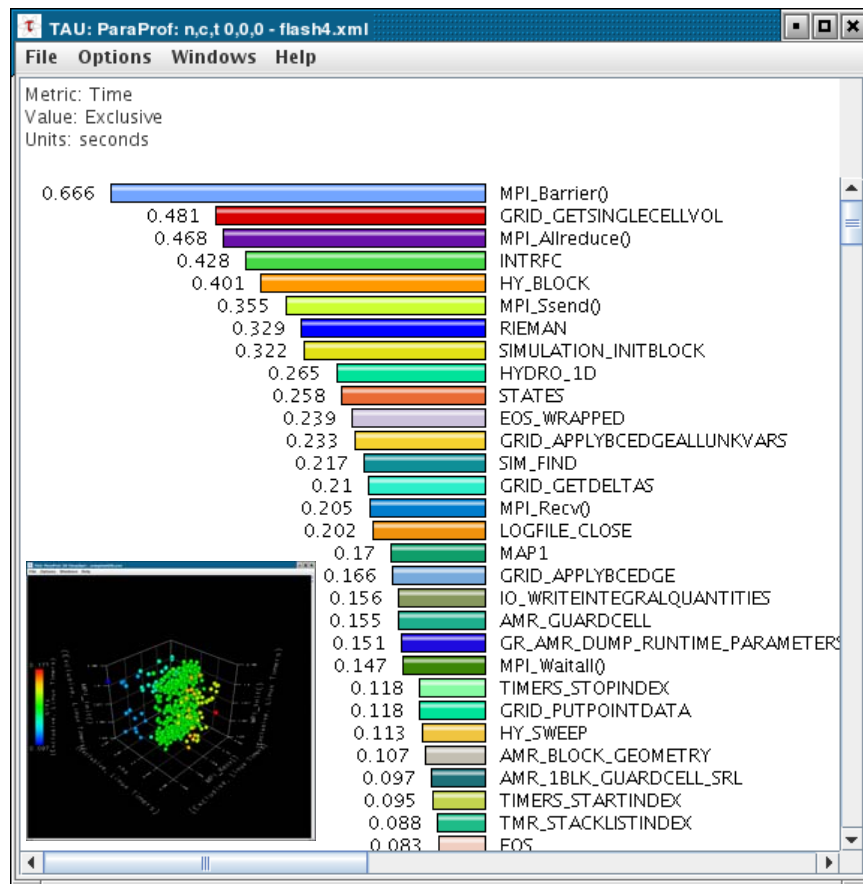 TAU: ParaProf: n,c,t 0,0,0 - flash4.xml
File Options Windows Help
Metric: Time
Value: Exclusive
Units: seconds
0.666 MPI_Barrier()
0.481 GRID_GETSINGLECELLVOL
0.468 MPI_Allreduce()
0.428 INTRFC
0.401 HY_BLOCK
0.355 MPI_Ssend()
0.329 RIEMAN
0.322 SIMULATION_INITBLOCK
0.265 HYDRO_1D
0.258 STATES
0.239 EOS_WRAPPED
0.233 GRID_APPLYBCEDGEALLUNKVARS
0.217 SIM_FIND
0.21 GRID_GETDELTAS
0.205 MPI_Recv()
0.202 LOGFILE_CLOSE
0.17 MAP1
0.166 GRID_APPLYBCEDGE
0.156 IO_WRITEINTEGRALQUANTITIES
0.155 AMR_GUARDCELL
0.151 GR_AMR_DUMP_RUNTIME_PARAMETERS
0.147 MPI_Waitall()
0.118 TIMERS_STOPINDEX
0.118 GRID_PUTPOINTDATA
0.113 HY_SWEEP
0.107 AMR_BLOCK_GEOMETRY
0.097 AMR_1BLK_GUARDCELL_SRL
0.095 TIMERS_STARTINDEX
0.088 TMR_STACKLISTINDEX
0.083 EOS